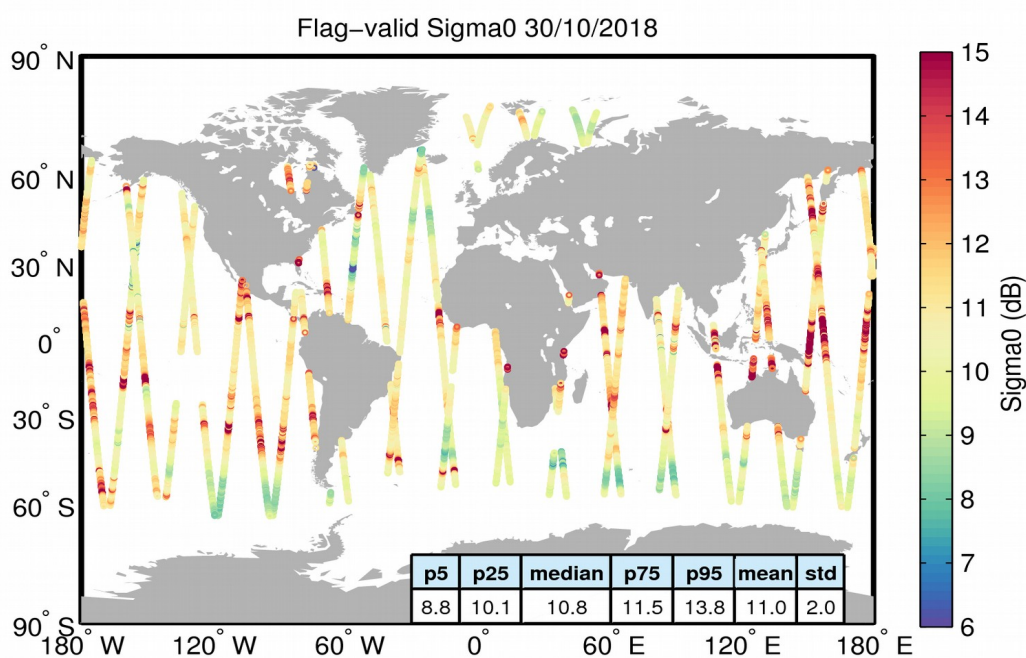 Flag−valid Sigma0 30/10/2018
90° N
60° N
30° N
0°
30° S
60° S
90° S
180° W 120° W 60° W 0° 60° E 120° E 180° E
15
14
13
12
11
10
9
8
7
6
Sigma0 (dB)
p5 p25 median p75 p95 mean std
8.8 10.1 10.8 11.5 13.8 11.0 2.0